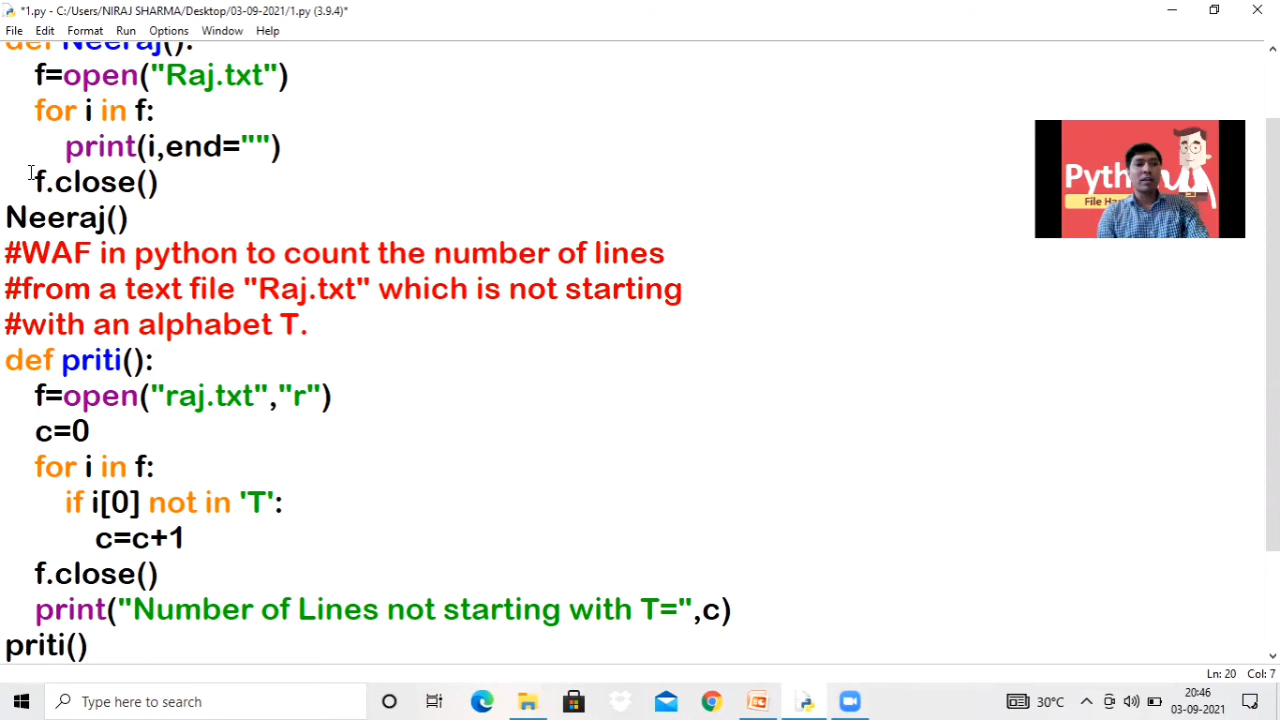 *1.py - C:/Users/NIRAJ SHARMA/Desktop/03-09-2021/1.py (3.9.4)*
File Edit Format Run Options Window Help
def Neeraj():
f=open("Raj.txt")
for i in f:
print(i,end="")
f.close()
Neeraj()
#WAF in python to count the number of lines
#from a text file "Raj.txt" which is not starting
#with an alphabet T.
def priti():
f=open("raj.txt","r")
c=0
for i in f:
if i[0] not in 'T':
c=c+1
f.close()
print("Number of Lines not starting with T=",c)
priti()
Ln: 20 Col: 7
Type here to search
30°C
20:46
03-09-2021